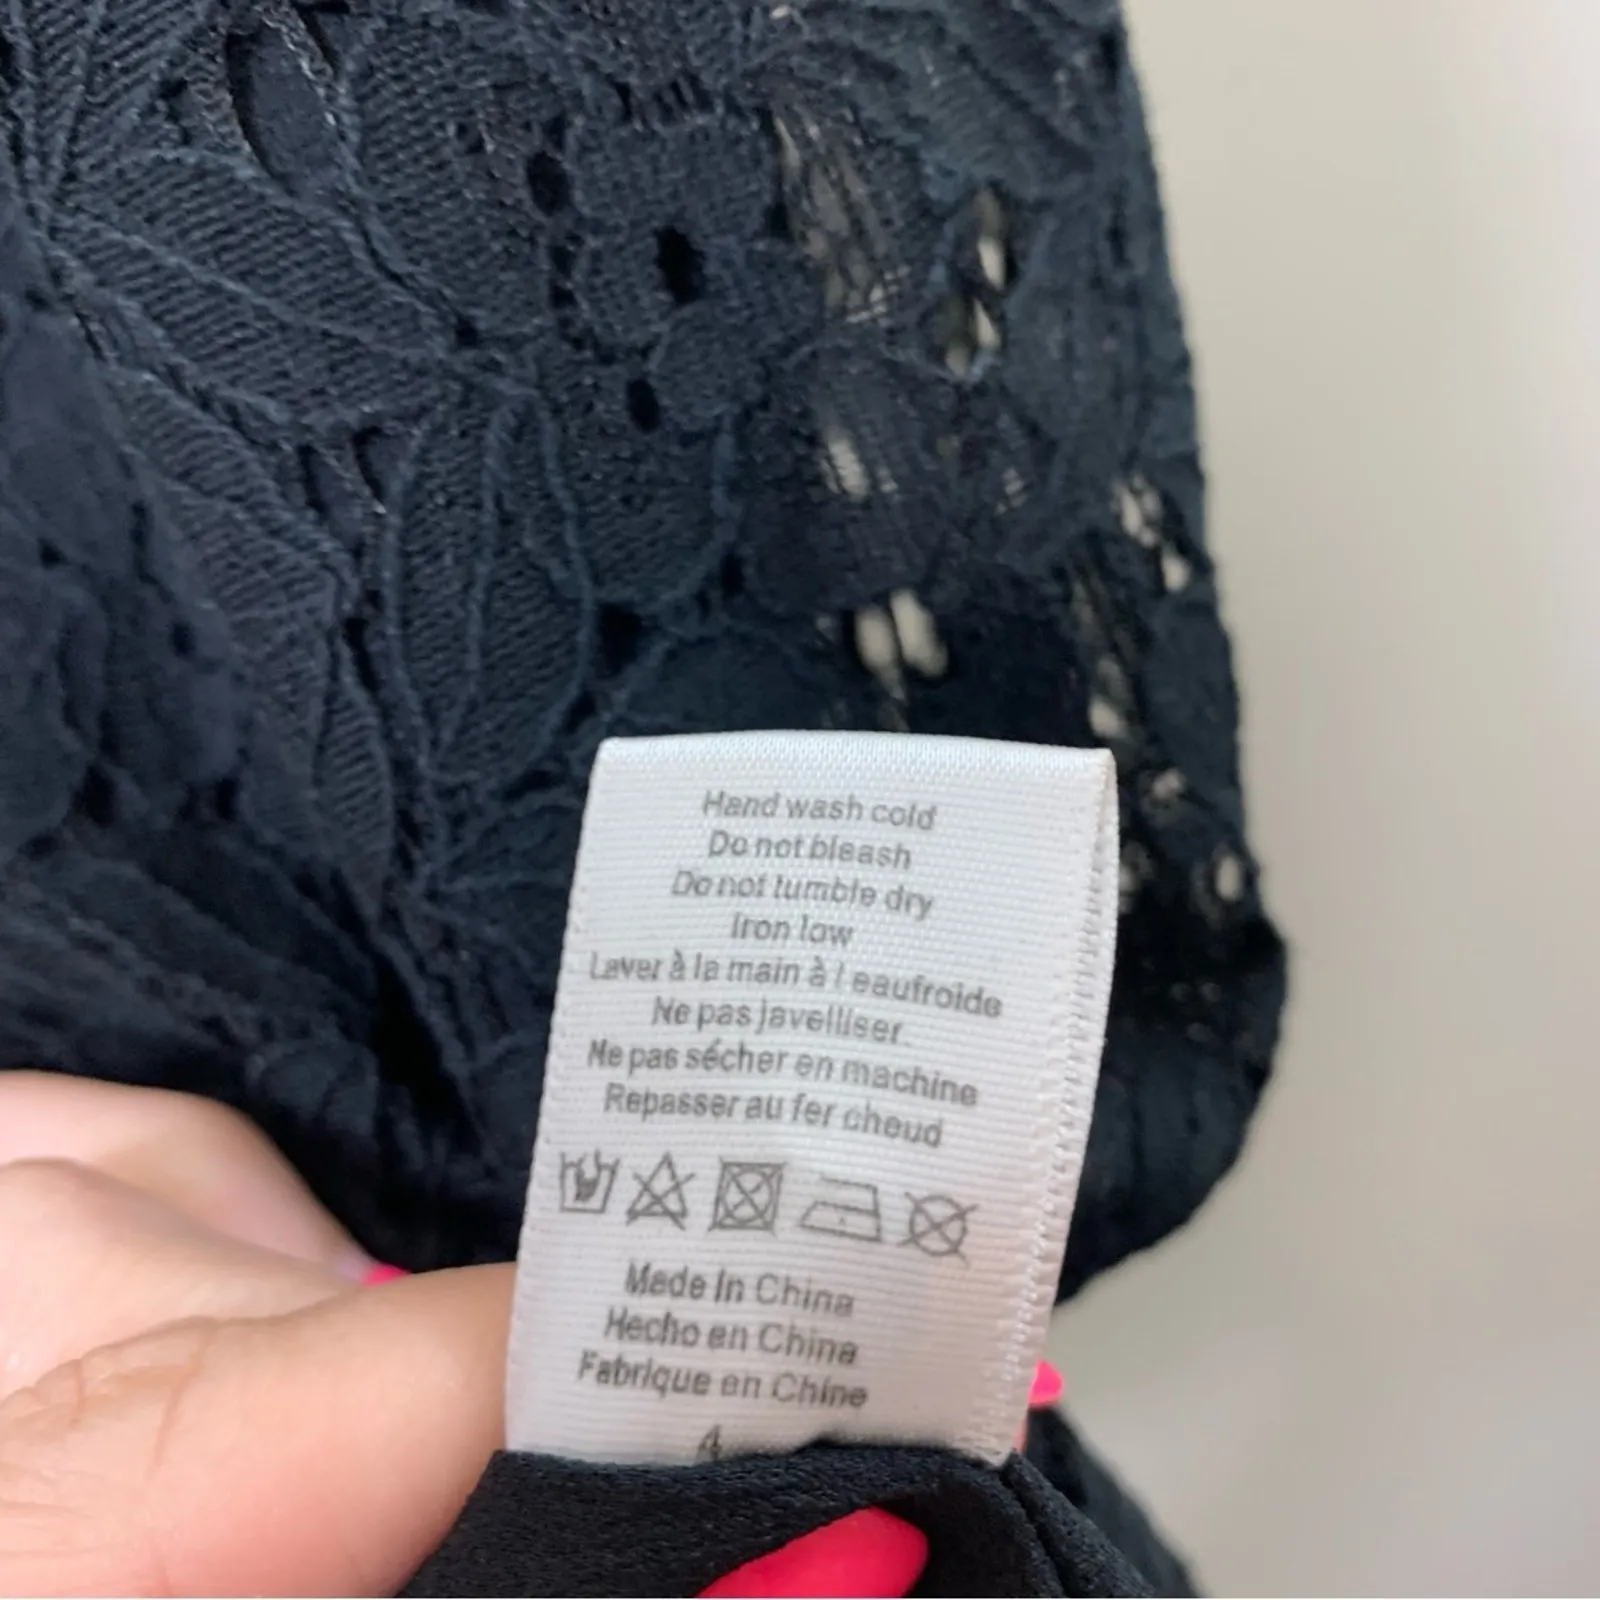 Hand wash cold
Do not bleash
Do not tumble dry
Iron low
Laver à la main à l eaufroide
Ne pas javelliser.
Ne pas sécher en machine
Repasser au fer cheud
Made In China
Hecho en China
Fabrique en Chine
4